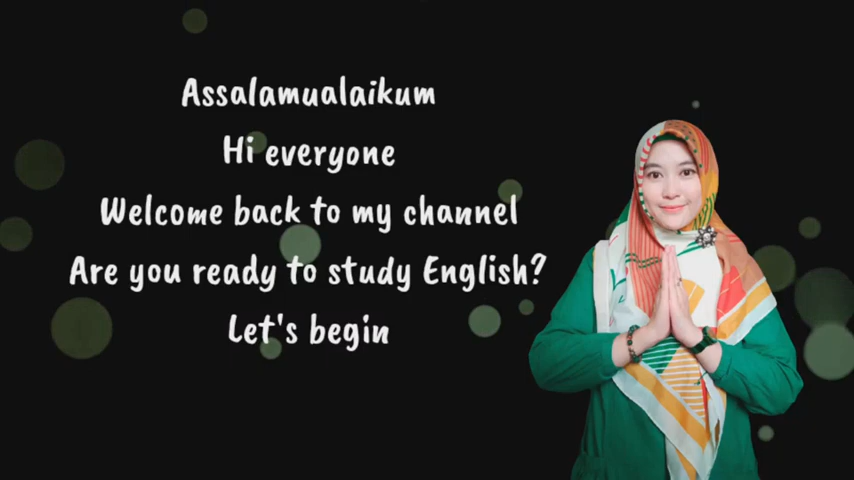 Assalamualaikum
Hi everyone
Welcome back to my channel
Are you ready to study English?
Let's begin